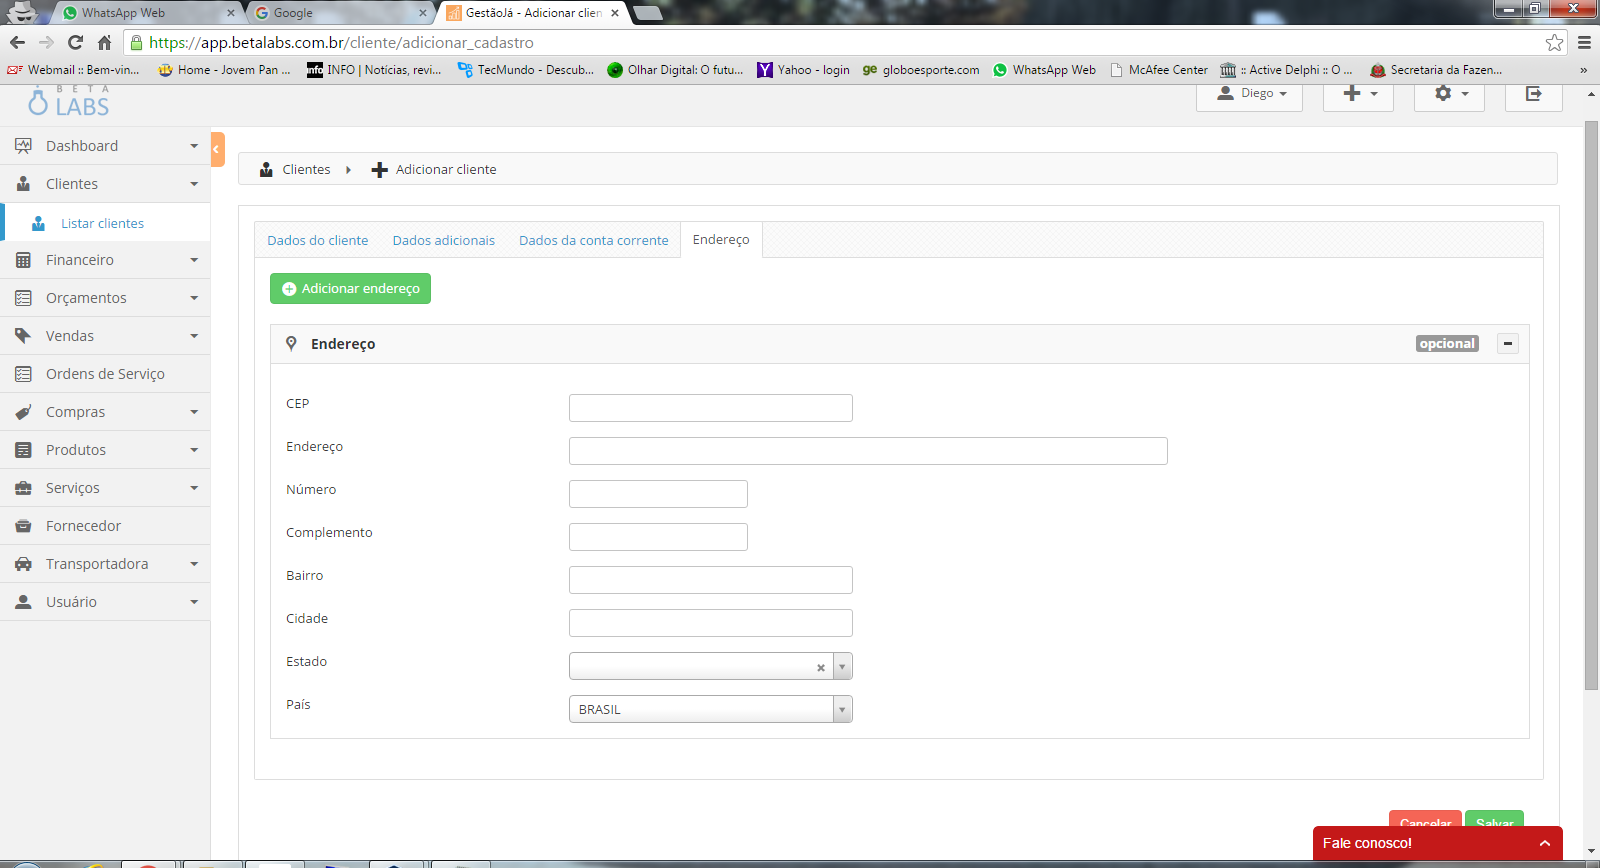 WhatsApp Web
Google
GestãoJá - Adicionar clien
https://app.betalabs.com.br/cliente/adicionar_cadastro
Webmail :: Bem-vin...
Home - Jovem Pan ...
INFO | Notícias, revi...
TecMundo - Descub...
Olhar Digital: O futu...
Yahoo - login
globoesporte.com
WhatsApp Web
McAfee Center
:: Active Delphi :: O ...
Secretaria da Fazen...
»
BETA
LABS
Diego
Dashboard
Clientes
Listar clientes
Financeiro
Orçamentos
Vendas
Ordens de Serviço
Compras
Produtos
Serviços
Fornecedor
Transportadora
Usuário
Clientes
Adicionar cliente
Dados do cliente
Dados adicionais
Dados da conta corrente
Endereço
Adicionar endereço
Endereço
opcional
CEP
Endereço
Número
Complemento
Bairro
Cidade
Estado
País
BRASIL
Cancelar
Salvar
Fale conosco!